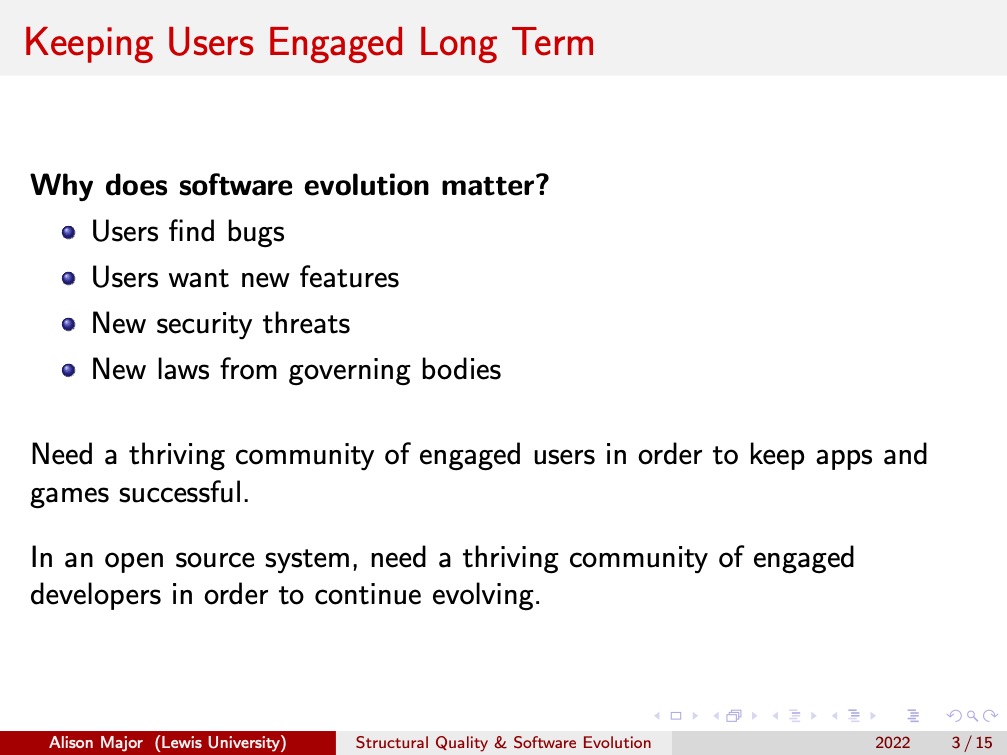 Keeping Users Engaged Long Term
Why does software evolution matter?
Users find bugs
Users want new features
New security threats
New laws from governing bodies
Need a thriving community of engaged users in order to keep apps and
games successful.
In an open source system, need a thriving community of engaged
developers in order to continue evolving.
Alison Major (Lewis University) Structural Quality & Software Evolution 2022 3 / 15